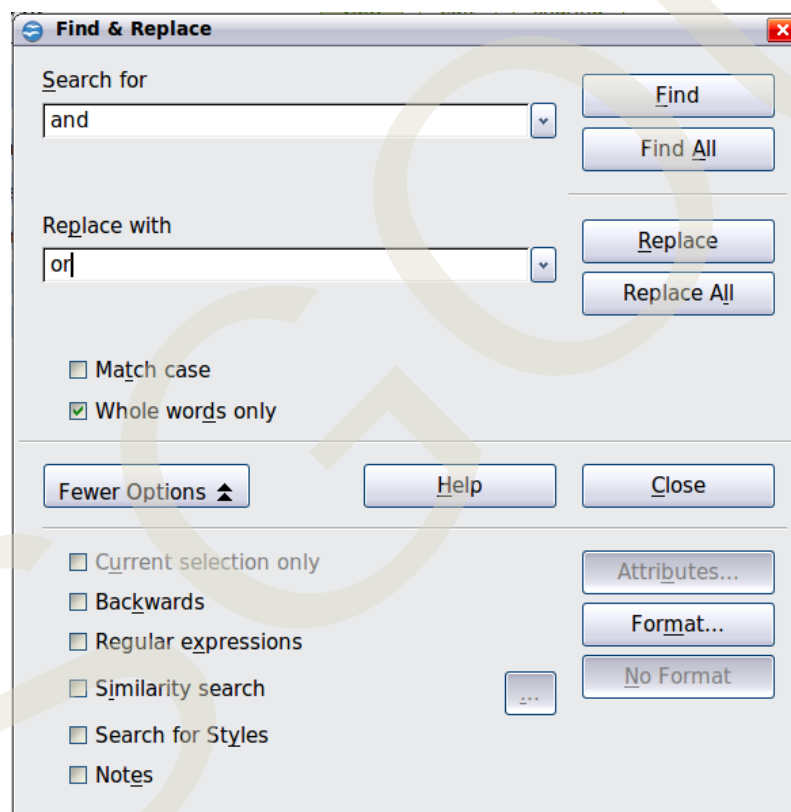 Find & Replace
Search for
and
Find
Find All
Replace with
or
Replace
Replace All
Match case
Whole words only
Fewer Options
Help
Close
Current selection only
Attributes...
Backwards
Format...
Regular expressions
No Format
Similarity search
...
Search for Styles
Notes